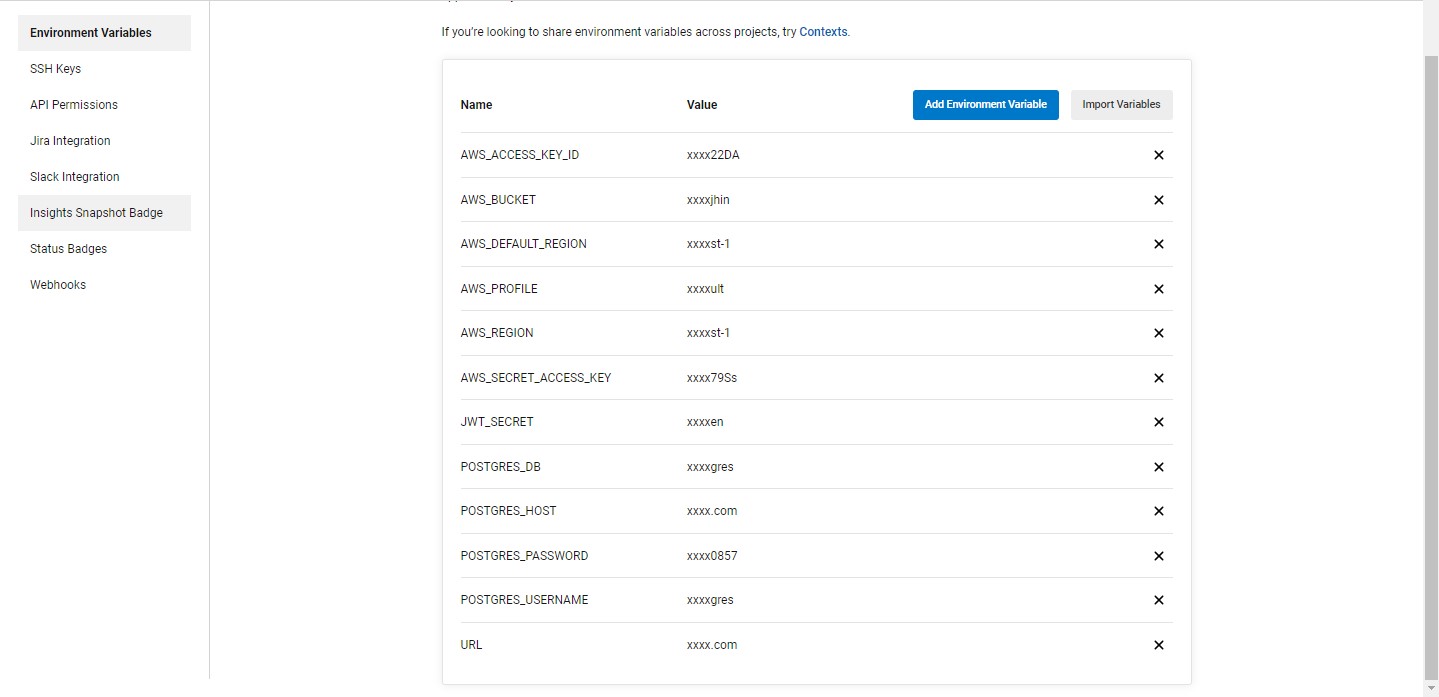 If you're looking to share environment variables across projects, try Contexts.
Environment Variables
SSH Keys
API Permissions
Jira Integration
Slack Integration
Insights Snapshot Badge
Status Badges
Webhooks
Name Value Add Environment Variable Import Variables
AWS_ACCESS_KEY_ID xxxx22DA
AWS_BUCKET xxxxjhin
AWS_DEFAULT_REGION xxxxst-1
AWS_PROFILE xxxxult
AWS_REGION xxxxst-1
AWS_SECRET_ACCESS_KEY xxxx79Ss
JWT_SECRET xxxxen
POSTGRES_DB xxxxgres
POSTGRES_HOST xxxx.com
POSTGRES_PASSWORD xxxx0857
POSTGRES_USERNAME xxxxgres
URL xxxx.com